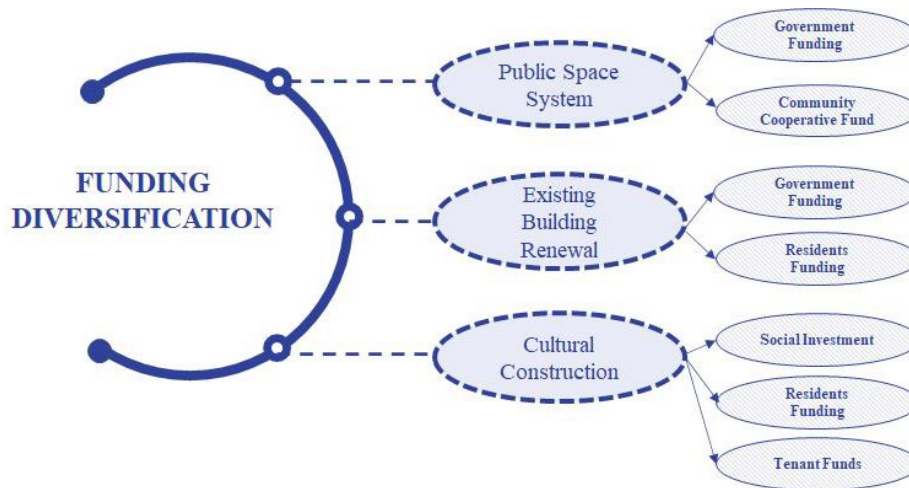 FUNDING
DIVERSIFICATION
Public Space
System
Government
Funding
Community
Cooperative Fund
Existing
Building
Renewal
Government
Funding
Residents
Funding
Cultural
Construction
Social Investment
Residents
Funding
Tenant Funds